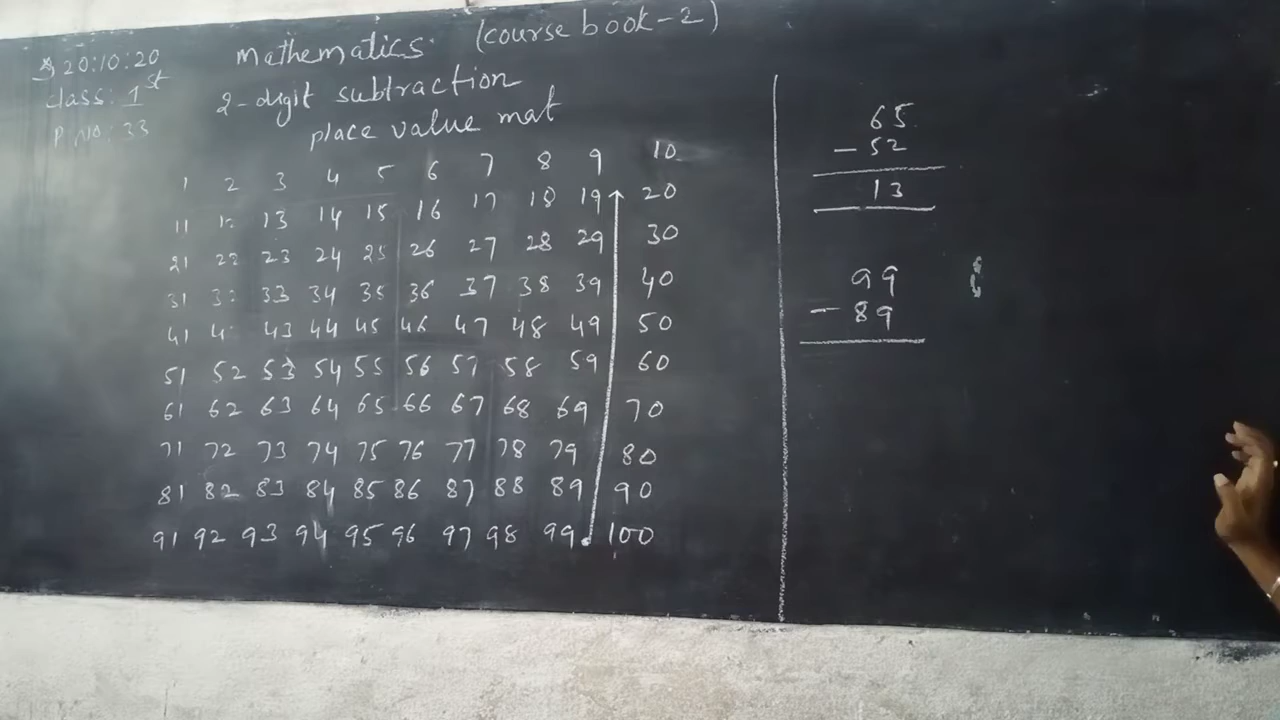 20:10:20
Class: 1st
P. No: 33
Mathematics. (course book-2)
2-digit subtraction
place value mat
1 2 3 4 5 6 7 8 9 10
11 12 13 14 15 16 17 18 19 20
21 22 23 24 25 26 27 28 29 30
31 32 33 34 35 36 37 38 39 40
41 4 43 44 45 46 47 48 49 50
51 52 53 54 55 56 57 58 59 60
61 62 63 64 65 66 67 68 69 70
71 72 73 74 75 76 77 78 79 80
81 82 83 84 85 86 87 88 89 90
91 92 93 94 95 96 97 98 99 100
65
- 52
13
99
- 89